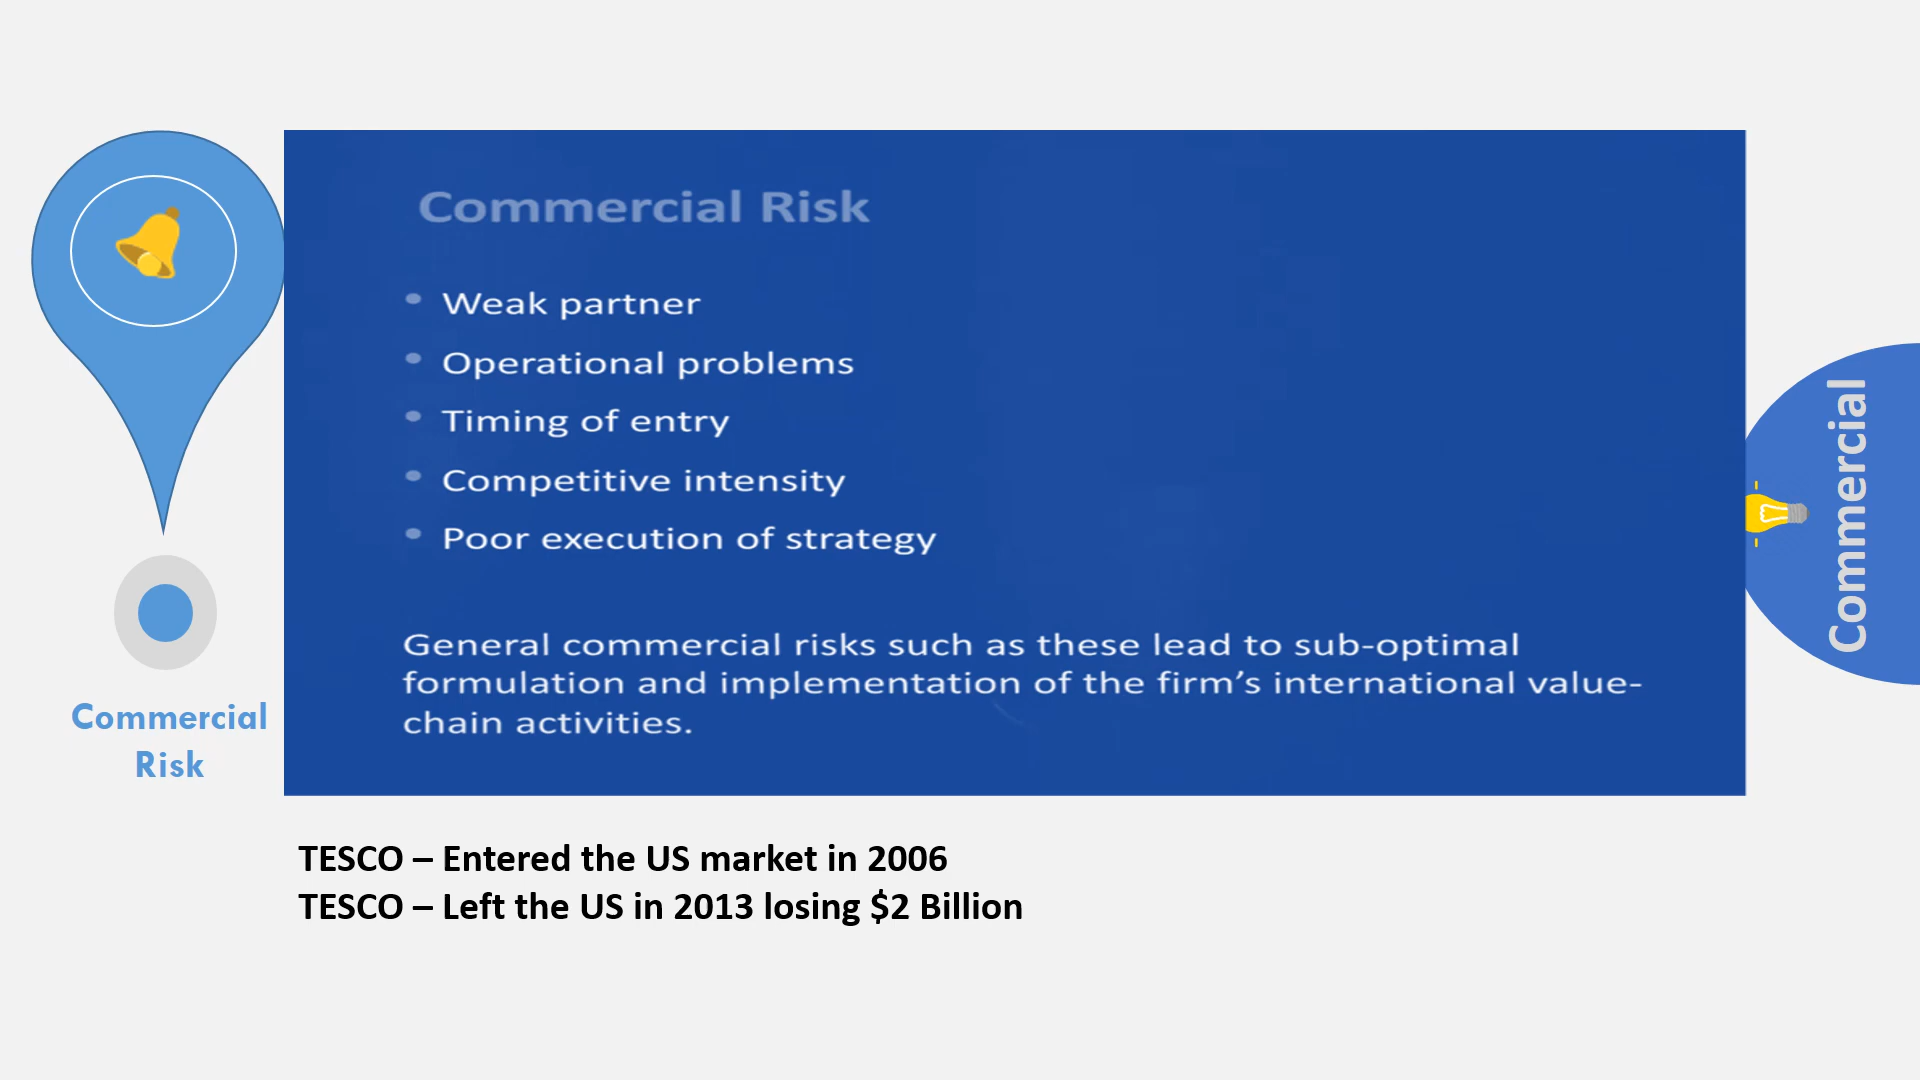 Commercial Risk
• Weak partner
• Operational problems
• Timing of entry
• Competitive intensity
• Poor execution of strategy
General commercial risks such as these lead to sub-optimal
formulation and implementation of the firm’s international value-
chain activities.
Commercial
Risk
Commercial
TESCO – Entered the US market in 2006
TESCO – Left the US in 2013 losing $2 Billion